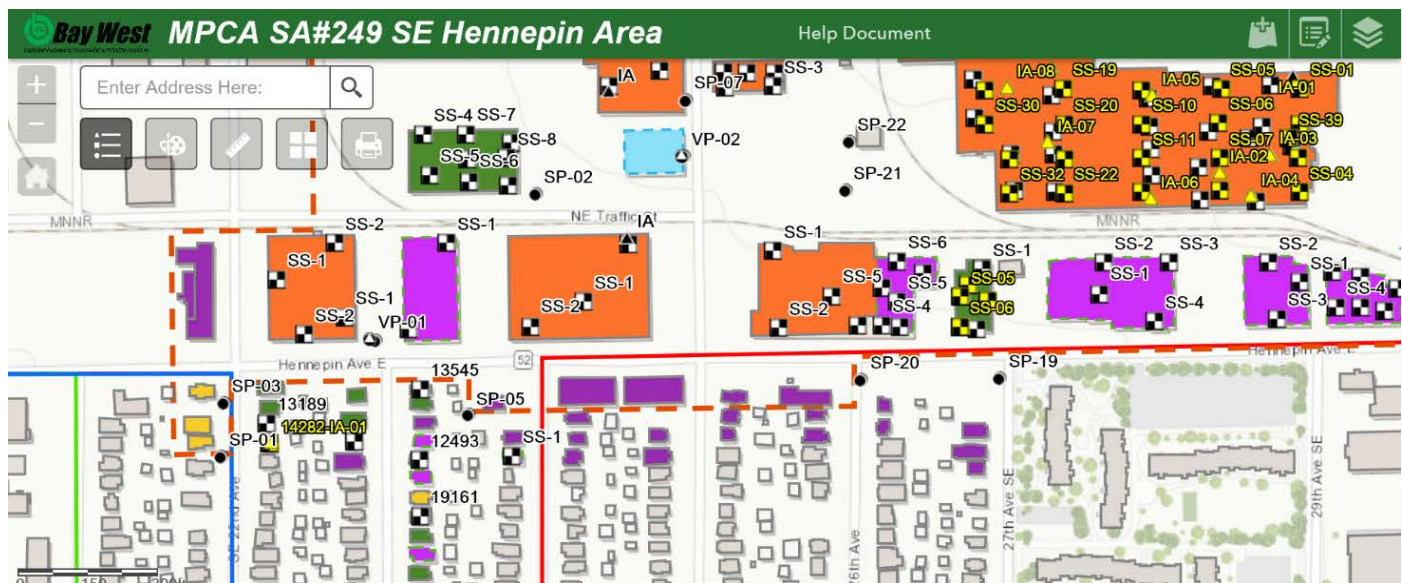 Bay West MPCA SA#249 SE Hennepin Area Help Document
Enter Address Here:
IA
SP-07
SS-3
IA-08
SS-19
IA-05
SS-05
SS-01
IA-01
SS-30
SS-20
SS-10
SS-06
SS-39
SS-4
SS-7
SS-8
VP-02
SP-22
IA-07
SS-11
SS-07
IA-03
IA-02
SS-5
SS-6
SP-02
SP-21
SS-32
SS-22
IA-06
IA-04
SS-04
MNNR
NE Traffic St
MNNR
SS-2
SS-1
IA
SS-1
SS-6
SS-1
SS-2
SS-3
SS-2
SS-1
SS-1
SS-5
SS-5
SS-05
SS-1
SS-1
SS-4
SS-2
SS-1
SS-2
SS-2
SS-4
SS-06
SS-4
SS-3
VP-01
Hennepin Ave E
52
Hennepin Ave E
13545
SP-20
SP-19
SP-03
13189
SP-05
14282-IA-01
SP-01
12493
SS-1
19161
SE 22nd Ave
27th Ave SE
29th Ave SE